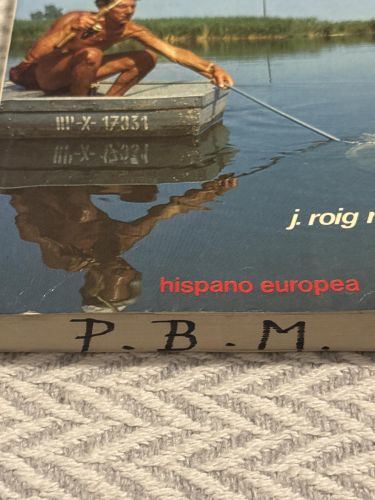 III-X-17331
j. roig
hispano europea
P. B. M.